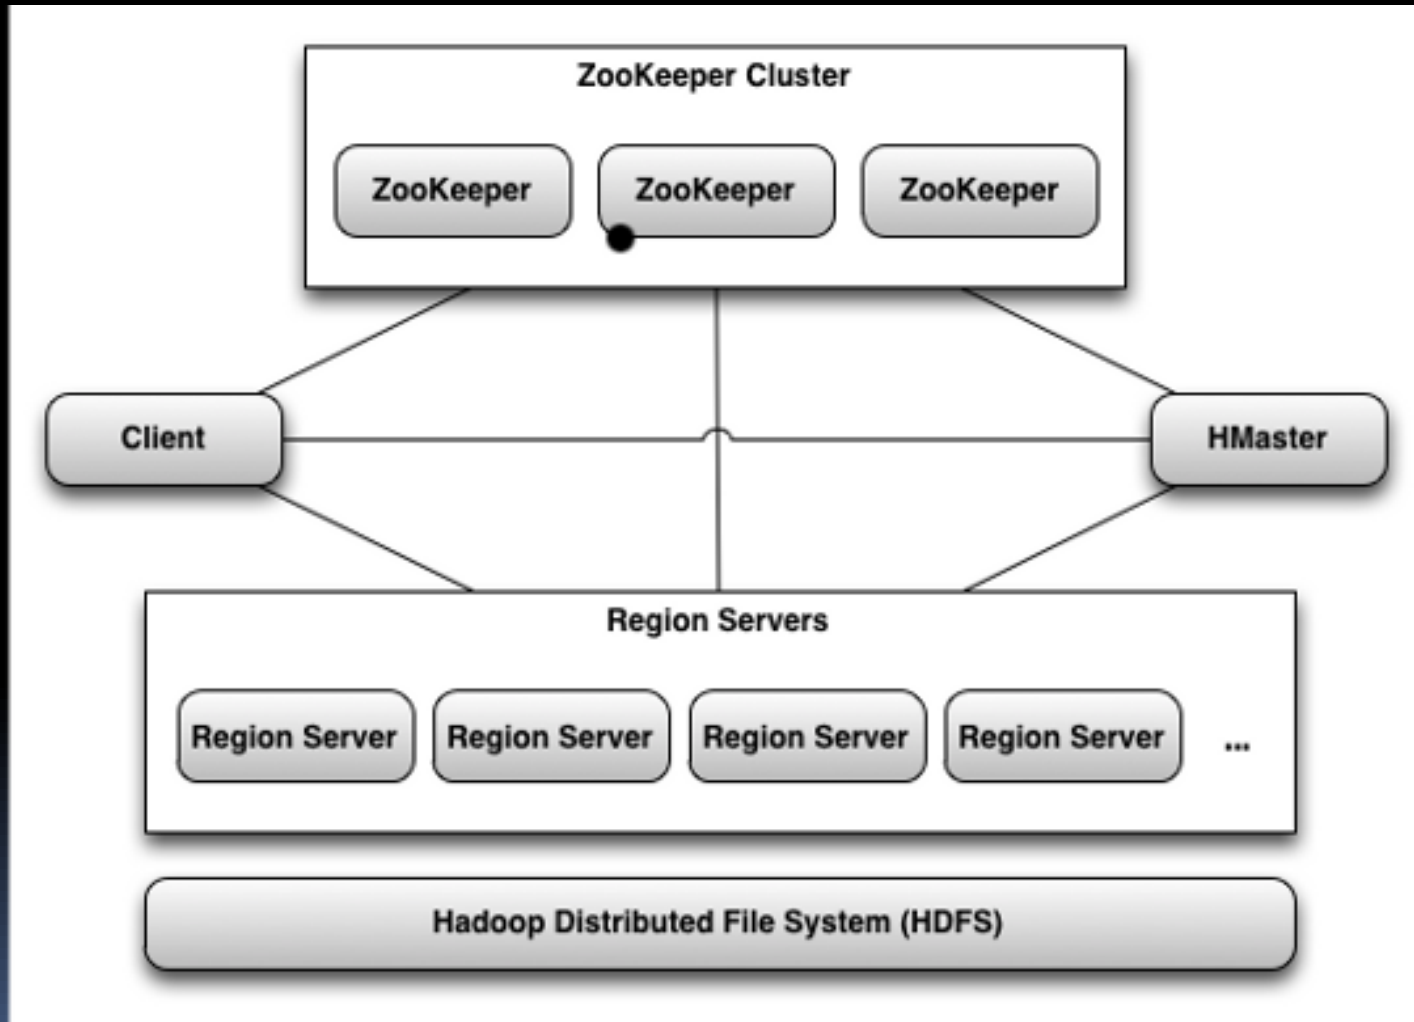 ZooKeeper Cluster
ZooKeeper
ZooKeeper
ZooKeeper
Client
HMaster
Region Servers
Region Server
Region Server
Region Server
Region Server
...
Hadoop Distributed File System (HDFS)